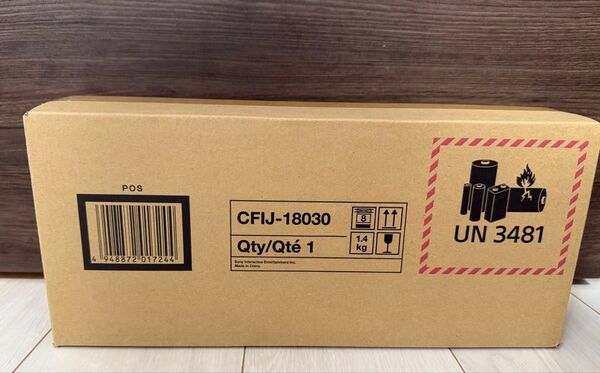 POS
4 948872 017244
CFIJ-18030
8
Qty/Qté 1
1.4
kg
Sony Interactive Entertainment Inc.
Made in China.
UN 3481